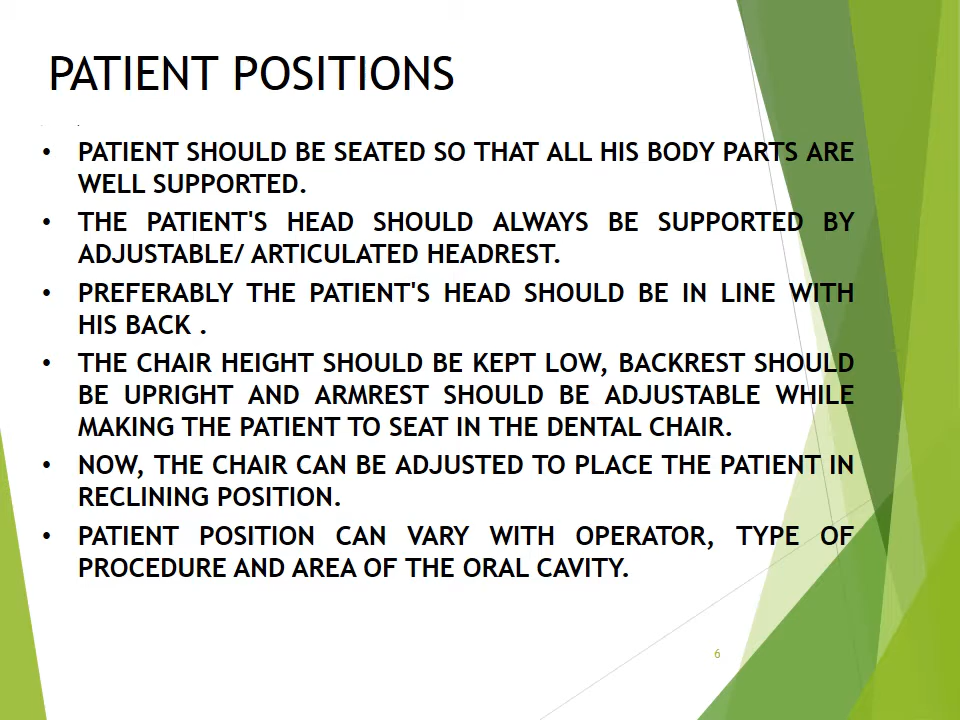 PATIENT POSITIONS
• PATIENT SHOULD BE SEATED SO THAT ALL HIS BODY PARTS ARE
WELL SUPPORTED.
• THE PATIENT'S HEAD SHOULD ALWAYS BE SUPPORTED BY
ADJUSTABLE/ ARTICULATED HEADREST.
• PREFERABLY THE PATIENT'S HEAD SHOULD BE IN LINE WITH
HIS BACK .
• THE CHAIR HEIGHT SHOULD BE KEPT LOW, BACKREST SHOULD
BE UPRIGHT AND ARMREST SHOULD BE ADJUSTABLE WHILE
MAKING THE PATIENT TO SEAT IN THE DENTAL CHAIR.
• NOW, THE CHAIR CAN BE ADJUSTED TO PLACE THE PATIENT IN
RECLINING POSITION.
• PATIENT POSITION CAN VARY WITH OPERATOR, TYPE OF
PROCEDURE AND AREA OF THE ORAL CAVITY.
6